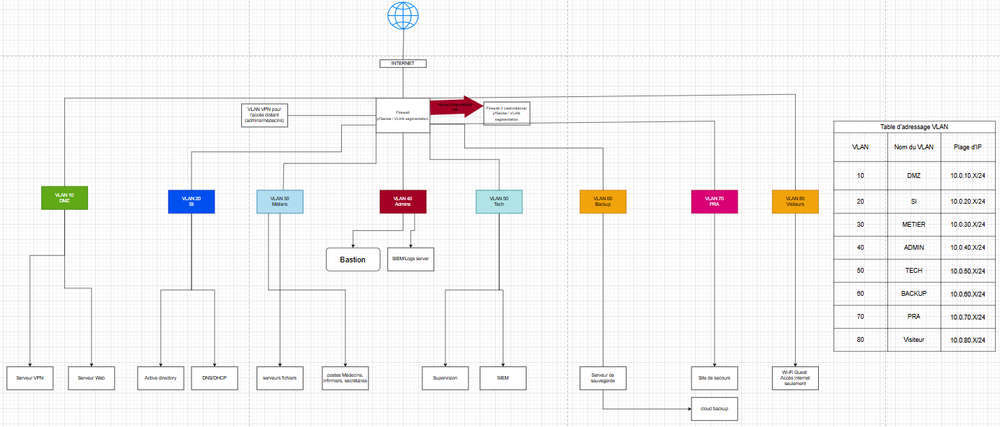 INTERNET
VLAN VPN pour
l'accès distant
(admins/médecins)
Firewall
pfSense / VLAN segmentation
Haute disponibilité
HA
Firewall 2 (redondance)
pfSense / VLAN
segmentation
VLAN 10
DMZ
VLAN 20
SI
VLAN 30
Métiers
VLAN 40
Admins
VLAN 50
Tech
VLAN 60
Backup
VLAN 70
PRA
VLAN 80
Visiteurs
Bastion
SIEM/Logs server
Serveur VPN
Serveur Web
Active directory
DNS/DHCP
serveurs fichiers
postes Médecins,
infirmiers, secrétaires
Supervision
SIEM
Serveur de
sauvegarde
Site de secours
Wi-Fi Guest
Accès internet
seulement
cloud backup
Table d'adressage VLAN
VLAN Nom du VLAN Plage d'IP
10 DMZ 10.0.10.X/24
20 SI 10.0.20.X/24
30 METIER 10.0.30.X/24
40 ADMIN 10.0.40.X/24
50 TECH 10.0.50.X/24
60 BACKUP 10.0.60.X/24
70 PRA 10.0.70.X/24
80 Visiteur 10.0.80.X/24